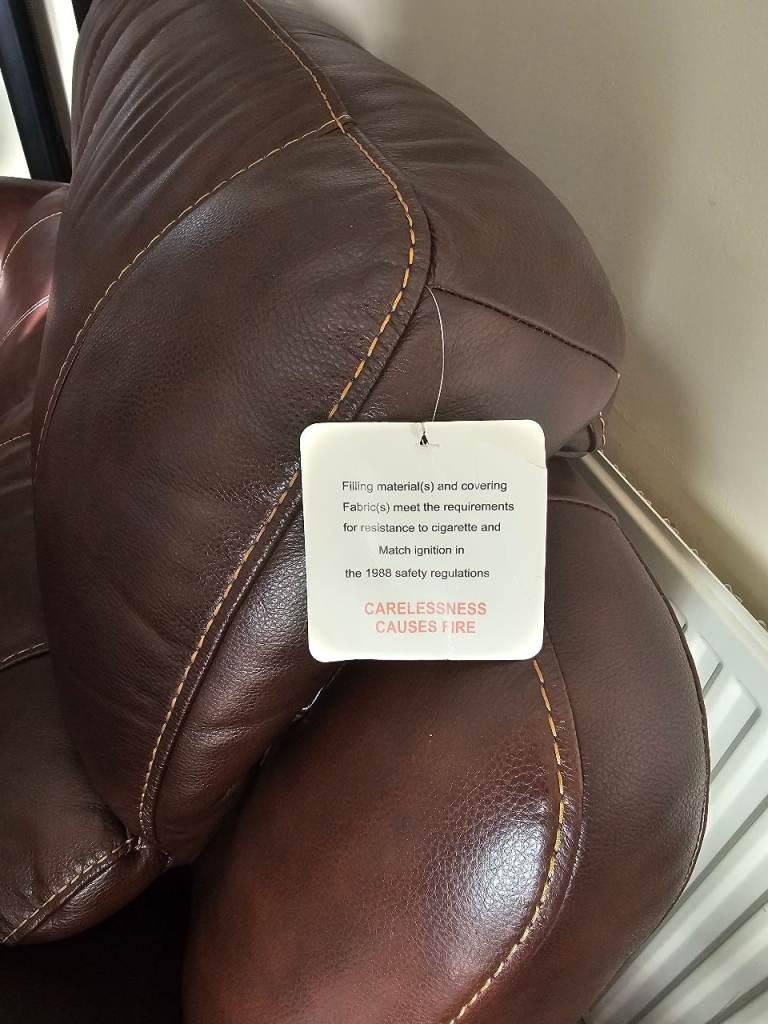 Filling material(s) and covering
Fabric(s) meet the requirements
for resistance to cigarette and
Match ignition in
the 1988 safety regulations
CARELESSNESS
CAUSES FIRE